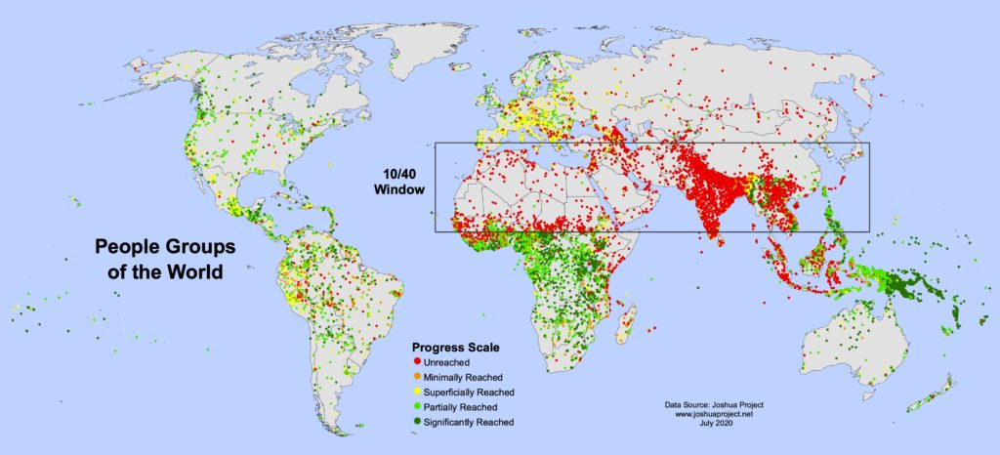 10/40
Window
People Groups
of the World
Progress Scale
Unreached
Minimally Reached
Superficially Reached
Partially Reached
Significantly Reached
Data Source: Joshua Project
www.joshuaproject.net
July 2020